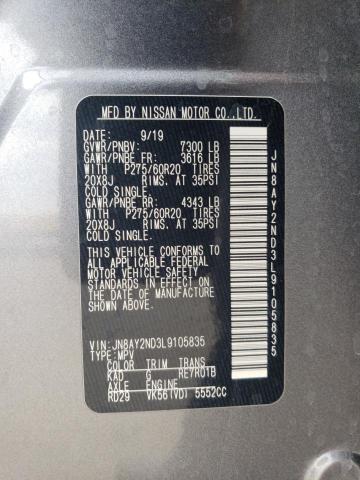 MFD BY NISSAN MOTOR CO.,LTD.
DATE: 9/19
GVWR/PNBV: 7300 LB
GAWR/PNBE FR: 3616 LB
WITH P275/60R20 TIRES
20X8J RIMS. AT 35PSI
COLD SINGLE.
GAWR/PNBE RR: 4343 LB
WITH P275/60R20 TIRES
20X8J RIMS. AT 35PSI
COLD SINGLE.
THIS VEHICLE CONFORMS TO
ALL APPLICABLE FEDERAL
MOTOR VEHICLE SAFETY
STANDARDS IN EFFECT ON
THE DATE OF MANUFACTURE
SHOWN ABOVE.
VIN: JN8AY2ND3L9105835
TYPE: MPV
COLOR TRIM TRANS
KAD G RE7R01B
AXLE ENGINE
RD29 VK56(VD) 5552CC
JN8AY2ND3L9105835